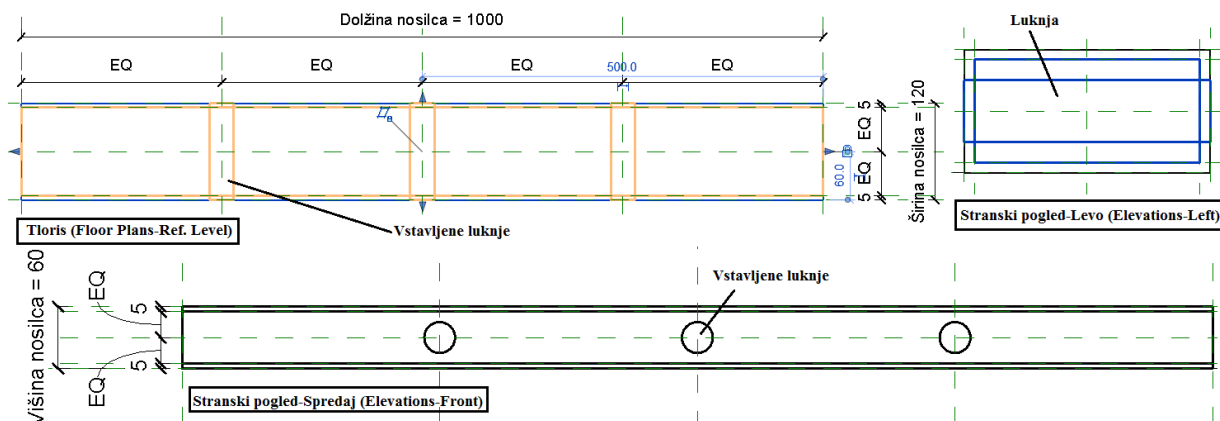 Dolžina nosilca = 1000
EQ
EQ
EQ
500.0
EQ
5
EQ
EQ
5
60.0
Širina nosilca = 120
Tloris (Floor Plans-Ref. Level)
Vstavljene luknje
Luknja
Stranski pogled-Levo (Elevations-Left)
Višina nosilca = 60
EQ
EQ
5
5
Vstavljene luknje
Stranski pogled-Spredaj (Elevations-Front)